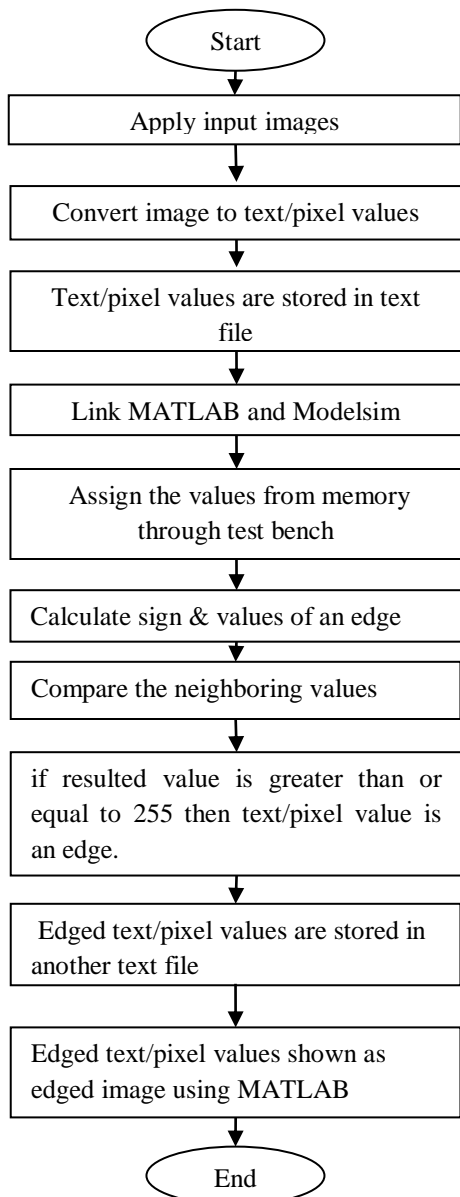 Start
Apply input images
Convert image to text/pixel values
Text/pixel values are stored in text
file
Link MATLAB and Modelsim
Assign the values from memory
through test bench
Calculate sign & values of an edge
Compare the neighboring values
if resulted value is greater than or
equal to 255 then text/pixel value is
an edge.
Edged text/pixel values are stored in
another text file
Edged text/pixel values shown as
edged image using MATLAB
End